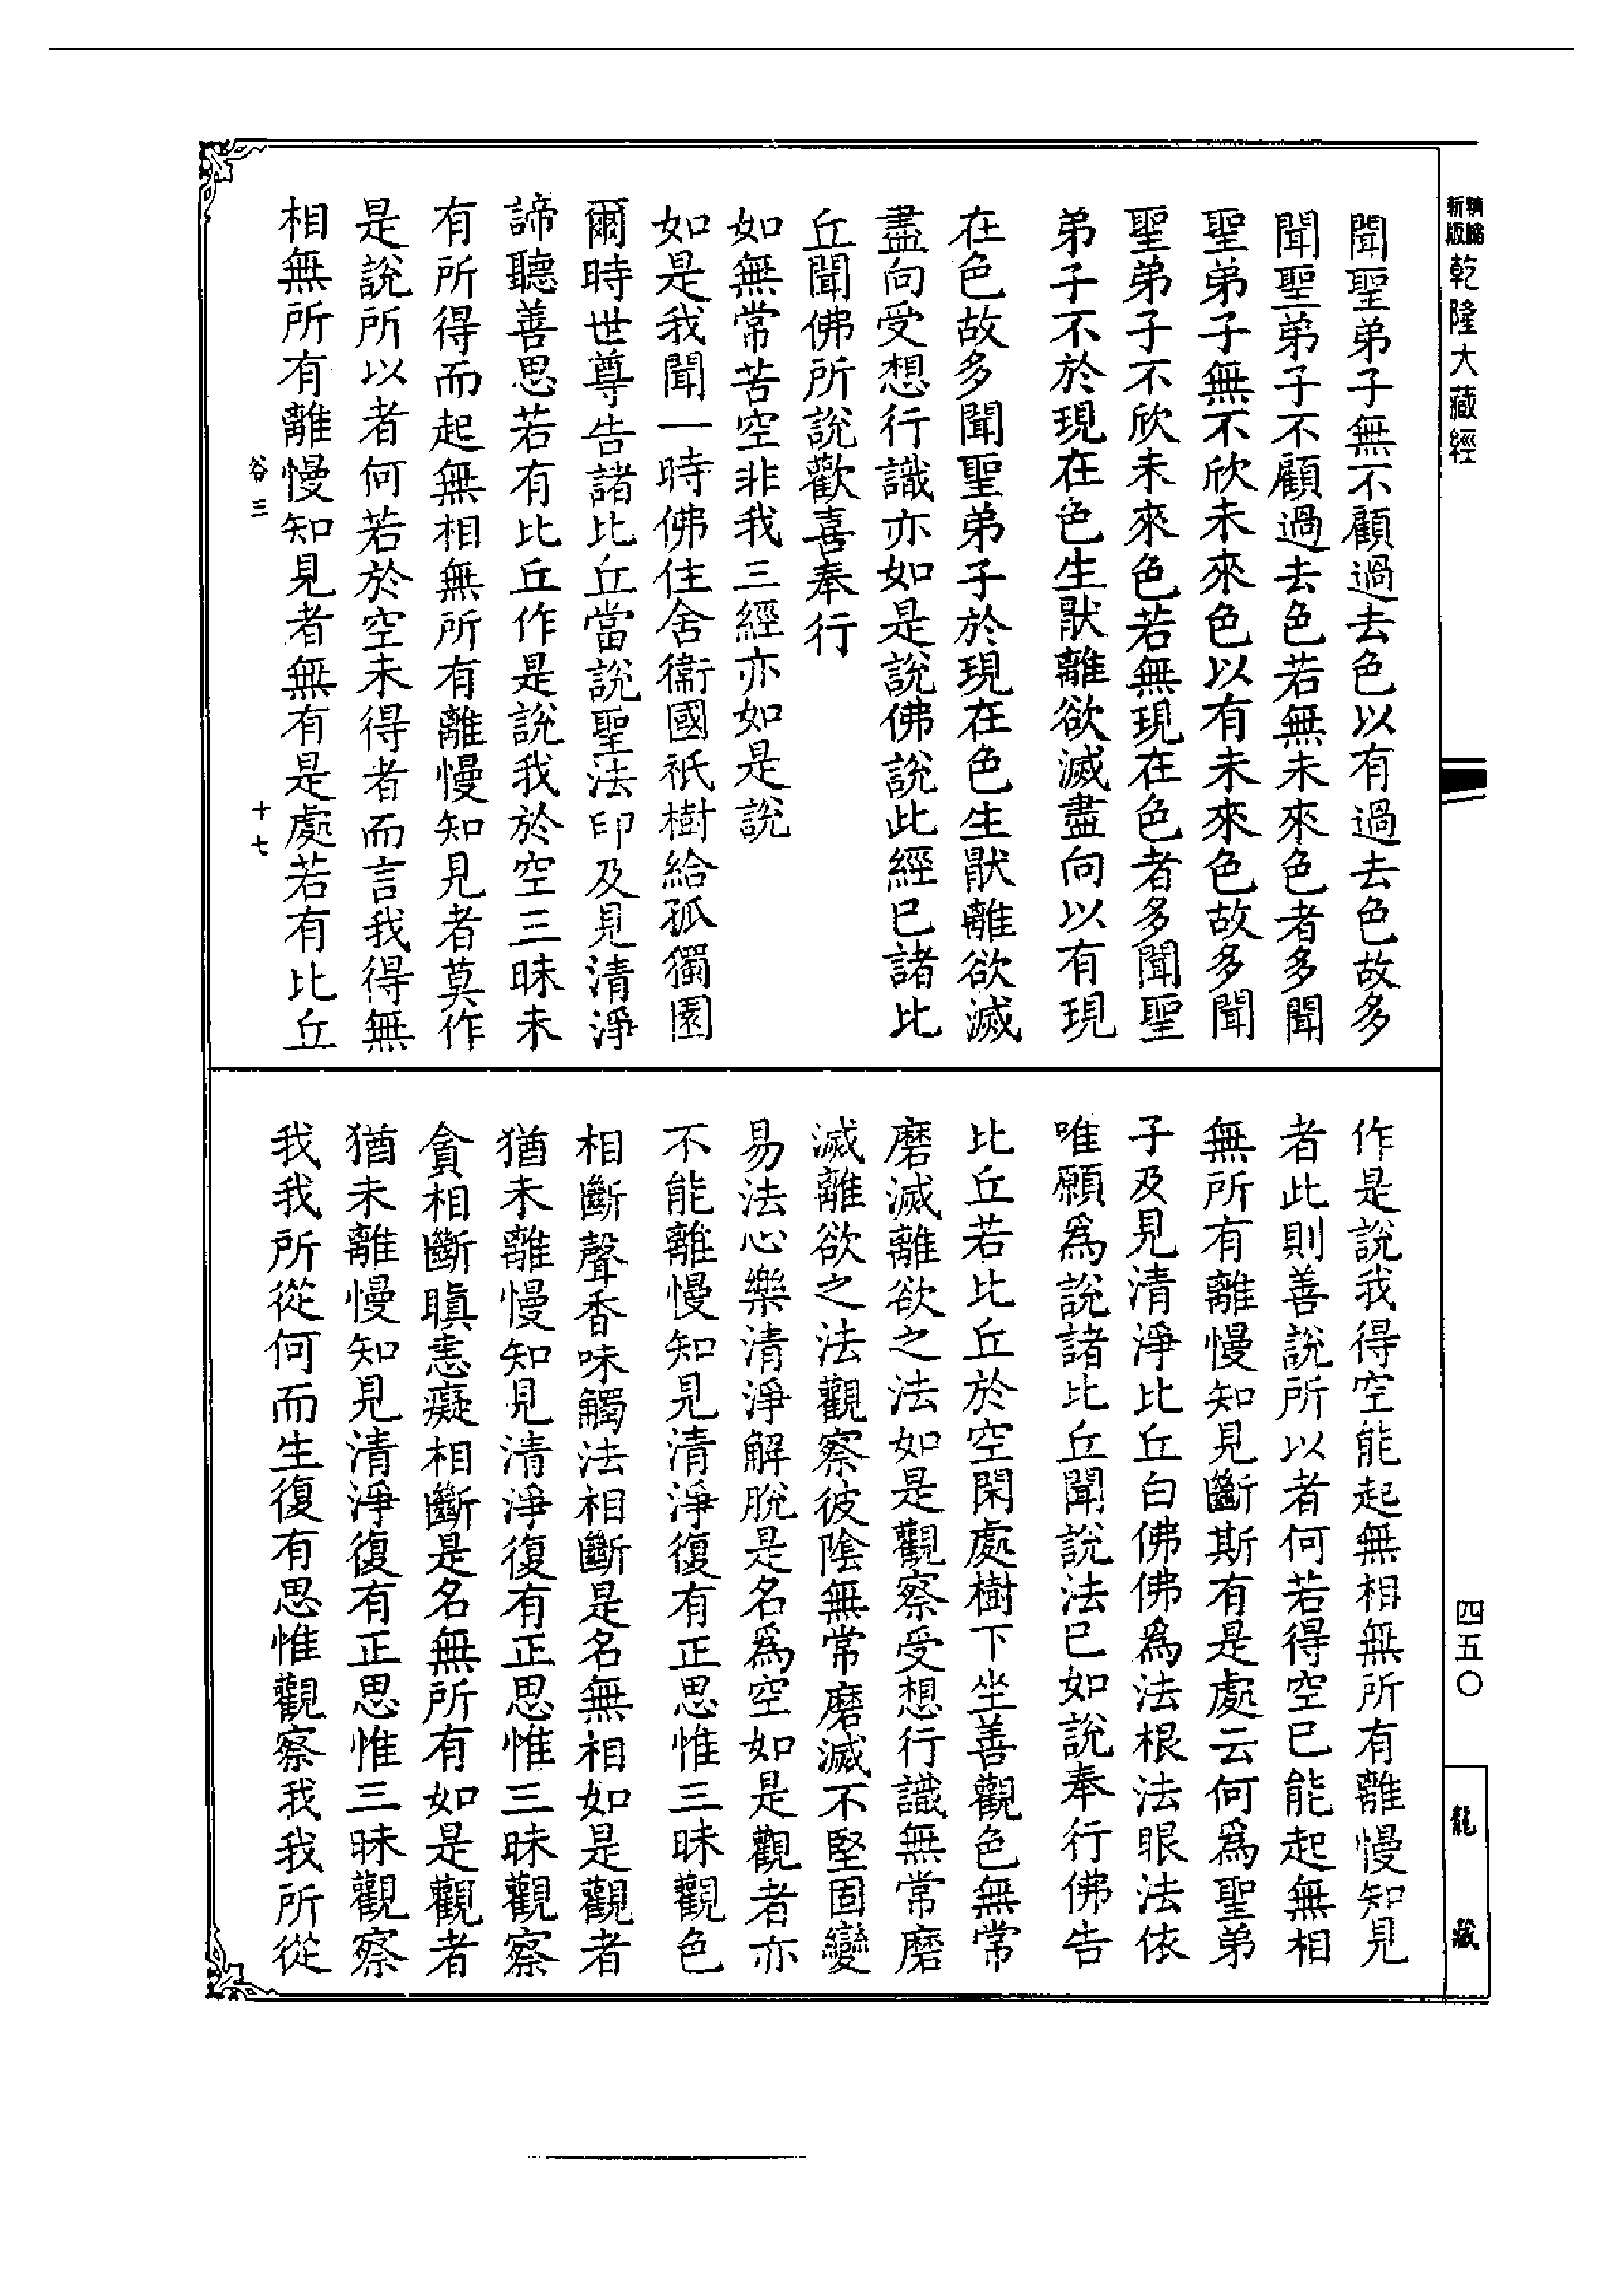 精縮新版乾隆大藏經
四五〇
龍藏
聞聖弟子無不顧過去色以有過去色故多
聞聖弟子不顧過去色若無未來色者多聞
聖弟子無不欣未來色以有未來色故多聞
聖弟子不欣未來色若無現在色者多聞聖
弟子不於現在色生猒離欲滅盡向以有現
在色故多聞聖弟子於現在色生猒離欲滅
盡向受想行識亦如是說佛說此經已諸比
丘聞佛所說歡喜奉行
如無常苦空非我三經亦如是說
如是我聞一時佛住舍衛國祇樹給孤獨園
爾時世尊告諸比丘當說聖法印及見清淨
諦聽善思若有比丘作是說我於空三昧未
有所得而起無相無所有離慢知見者莫作
是說所以者何若於空未得者而言我得無
相無所有離慢知見者無有是處若有比丘
谷三 十七
作是說我得空能起無相無所有離慢知見
者此則善說所以者何若得空已能起無相
無所有離慢知見斷斯有是處云何為聖弟
子及見清淨比丘白佛佛為法根法眼法依
唯願為說諸比丘聞說法已如說奉行佛告
比丘若比丘於空閑處樹下坐善觀色無常
磨滅離欲之法如是觀察受想行識無常磨
滅離欲之法觀察彼陰無常磨滅不堅固變
易法心樂清淨解脫是名為空如是觀者亦
不能離慢知見清淨復有正思惟三昧觀色
相斷聲香味觸法相斷是名無相如是觀者
猶未離慢知見清淨復有正思惟三昧觀察
貪相斷瞋恚癡相斷是名無所有如是觀者
猶未離慢知見清淨復有正思惟三昧觀察
我我所從何而生復有思惟觀察我我所從